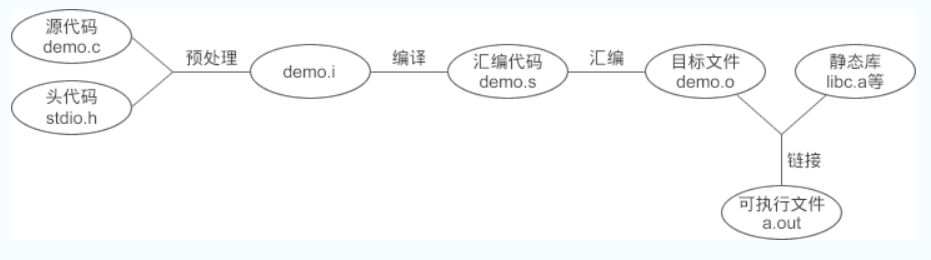 源代码
demo.c
头代码
stdio.h
预处理
demo.i
编译
汇编代码
demo.s
汇编
目标文件
demo.o
静态库
libc.a等
链接
可执行文件
a.out